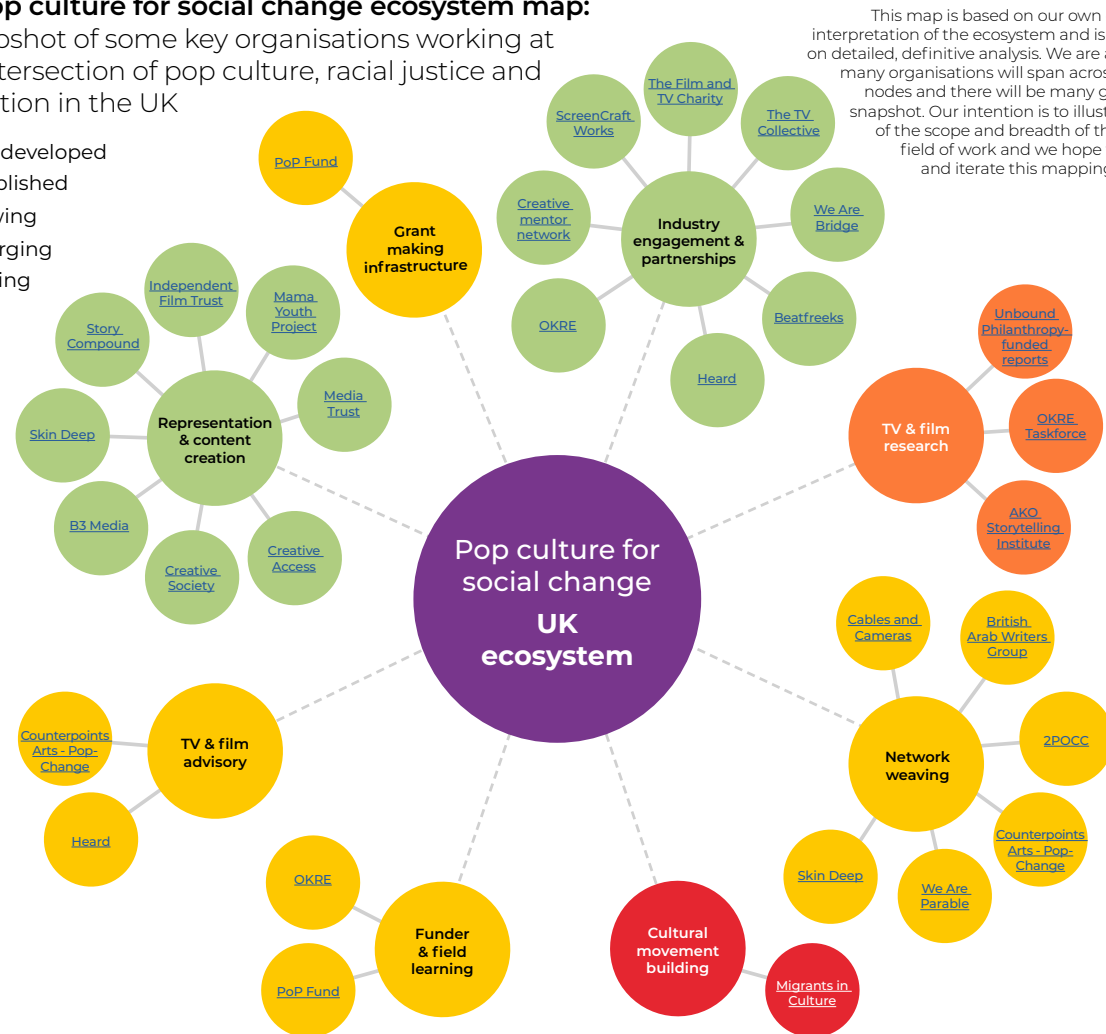 op culture for social change ecosystem map:
pshot of some key organisations working at
tersection of pop culture, racial justice and
tion in the UK
developed
blished
wing
rging
ing
This map is based on our own
interpretation of the ecosystem and is
on detailed, definitive analysis. We are a
many organisations will span across
nodes and there will be many g
snapshot. Our intention is to illust
of the scope and breadth of th
field of work and we hope
and iterate this mapping
PoP Fund
Grant
making
infrastructure
ScreenCraft
Works
The Film and
TV Charity
The TV
Collective
Creative
mentor
network
We Are
Bridge
Industry
engagement &
partnerships
OKRE
Beatfreeks
Heard
Independent
Film Trust
Mama
Youth
Project
Story
Compound
Media
Trust
Skin Deep
Representation
& content
creation
B3 Media
Creative
Society
Creative
Access
Unbound
Philanthropy-
funded
reports
TV & film
research
OKRE
Taskforce
AKO
Storytelling
Institute
Pop culture for
social change
UK
ecosystem
Cables and
Cameras
British
Arab Writers
Group
2POCC
Network
weaving
Counterpoints
Arts - Pop-
Change
Skin Deep
We Are
Parable
Counterpoints
Arts - Pop-
Change
TV & film
advisory
Heard
OKRE
Funder
& field
learning
PoP Fund
Cultural
movement
building
Migrants in
Culture